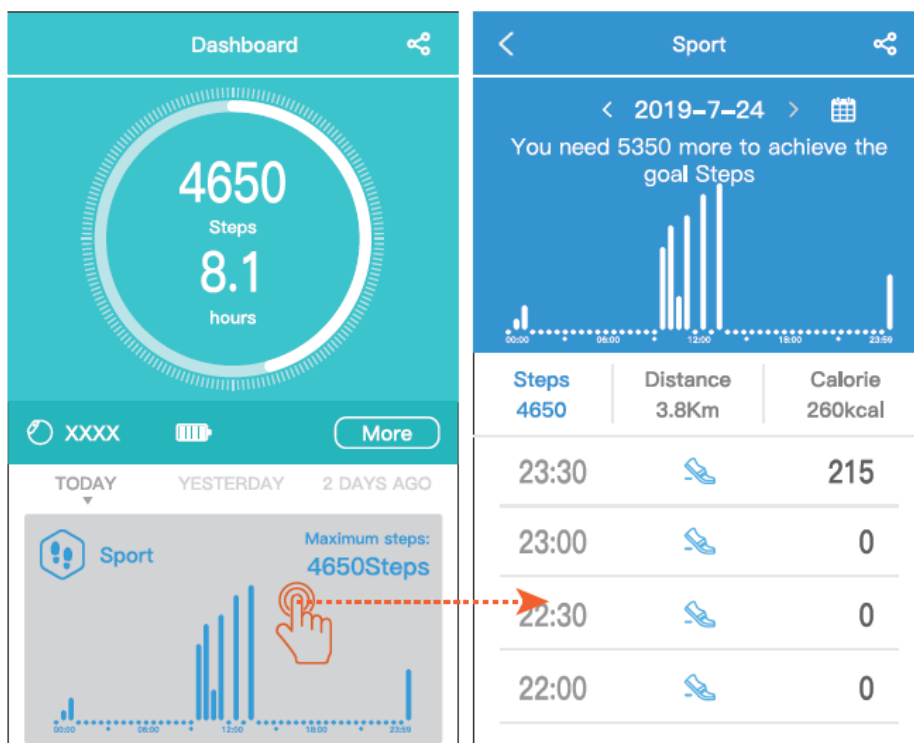 Dashboard
4650
Steps
8.1
hours
XXXX
More
TODAY YESTERDAY 2 DAYS AGO
Sport
Maximum steps:
4650Steps
00:00 06:00 12:00 18:00 23:59
Sport
2019-7-24
You need 5350 more to achieve the
goal Steps
00:00 06:00 12:00 18:00 23:59
Steps Distance Calorie
4650 3.8Km 260kcal
23:30 215
23:00 0
22:30 0
22:00 0